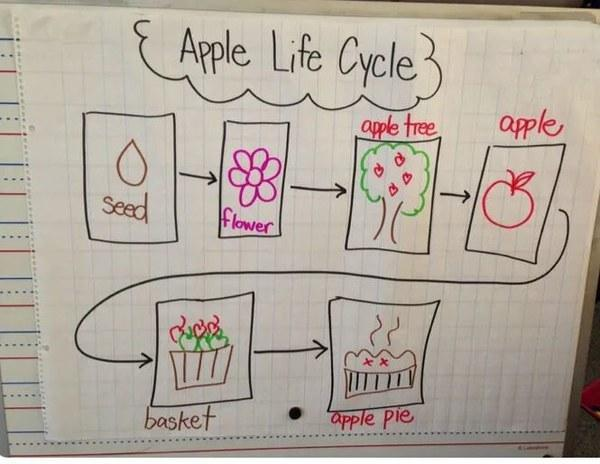 Apple Life Cycle
apple tree
apple
seed
flower
basket
apple pie